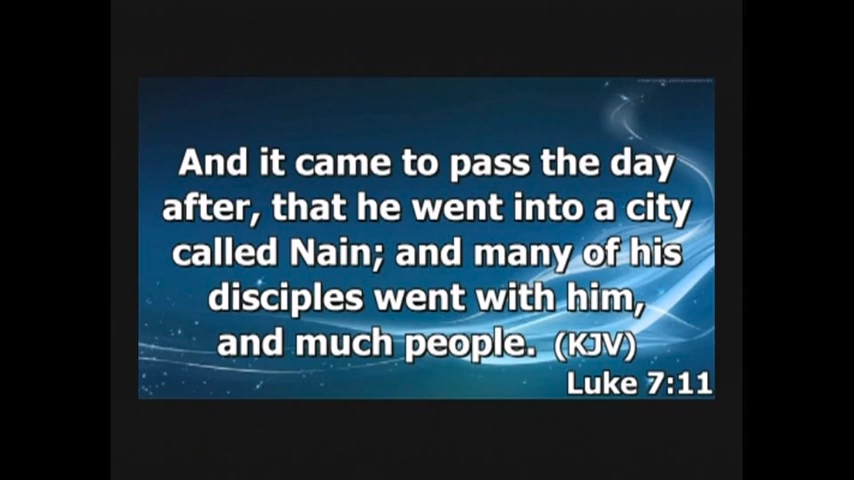 And it came to pass the day
after, that he went into a city
called Nain; and many of his
disciples went with him,
and much people. (KJV)
Luke 7:11